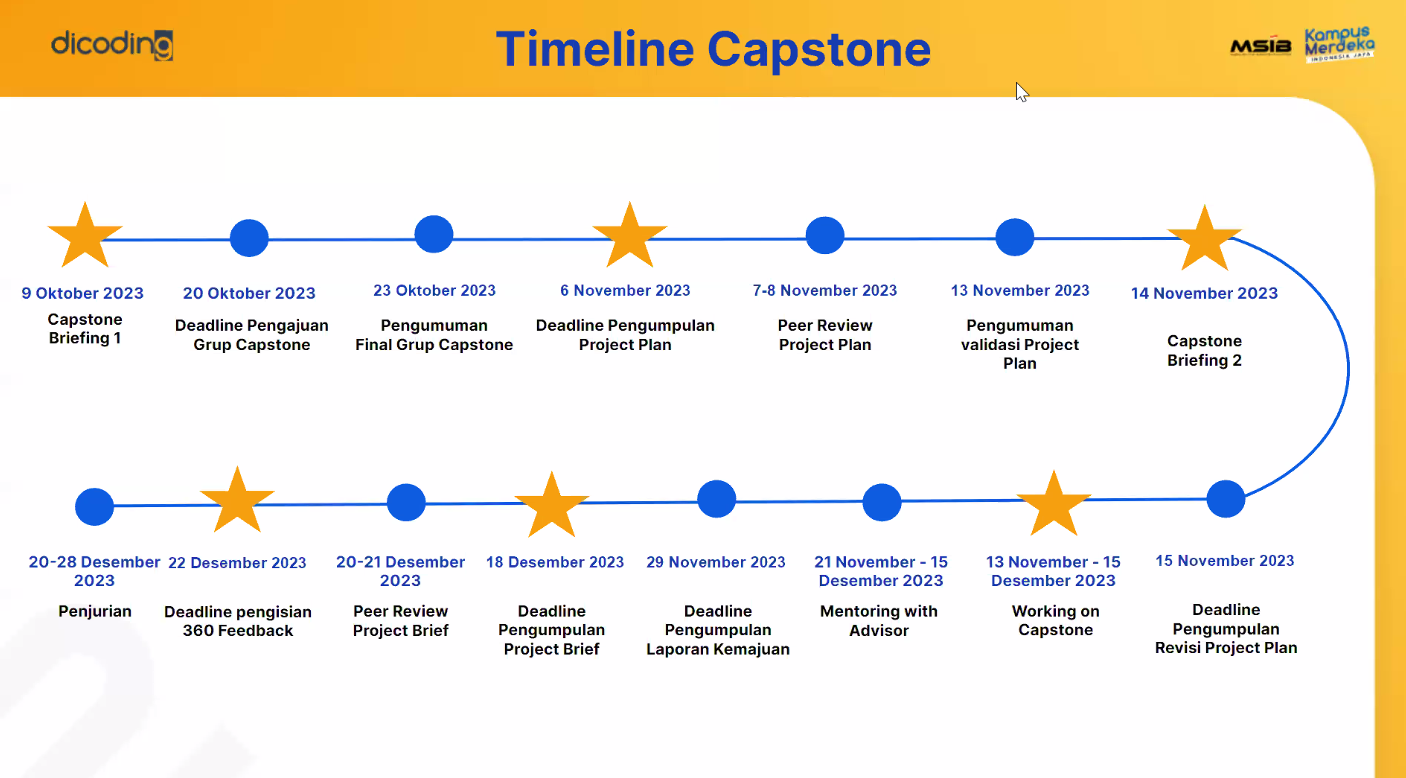 dicoding
Timeline Capstone
MSIB
Kampus
Merdeka
INDONESIA JAYA
9 Oktober 2023
Capstone
Briefing 1
20 Oktober 2023
Deadline Pengajuan
Grup Capstone
23 Oktober 2023
Pengumuman
Final Grup Capstone
6 November 2023
Deadline Pengumpulan
Project Plan
7-8 November 2023
Peer Review
Project Plan
13 November 2023
Pengumuman
validasi Project
Plan
14 November 2023
Capstone
Briefing 2
20-28 Desember
2023
Penjurian
22 Desember 2023
Deadline pengisian
360 Feedback
20-21 Desember
2023
Peer Review
Project Brief
18 Desember 2023
Deadline
Pengumpulan
Project Brief
29 November 2023
Deadline
Pengumpulan
Laporan Kemajuan
21 November - 15
Desember 2023
Mentoring with
Advisor
13 November - 15
Desember 2023
Working on
Capstone
15 November 2023
Deadline
Pengumpulan
Revisi Project Plan